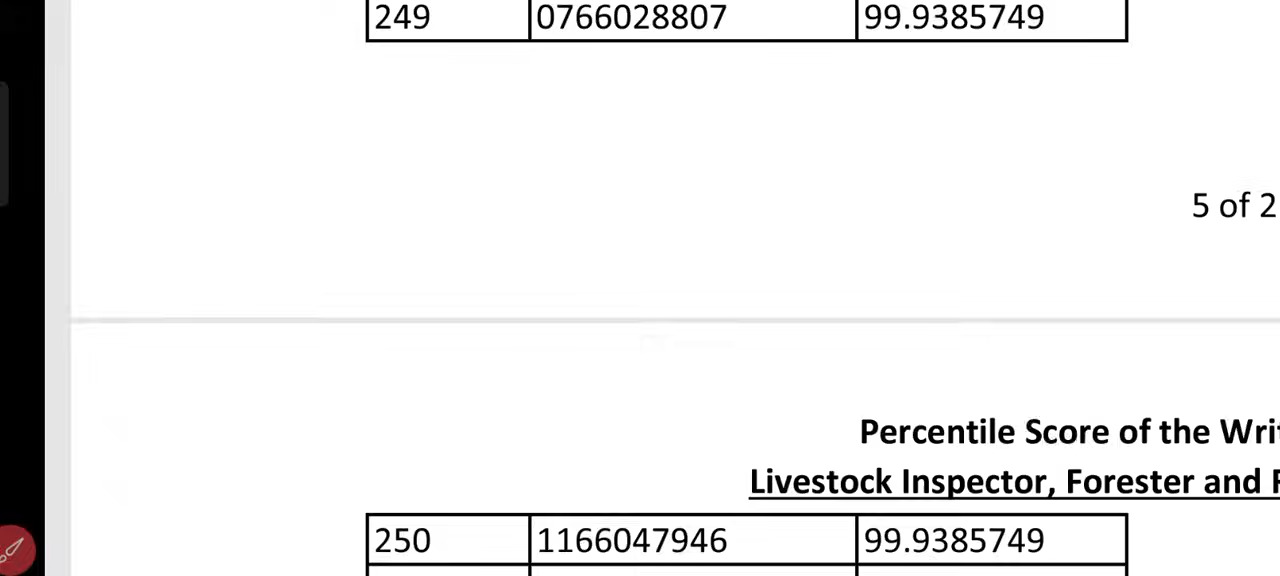 249 0766028807 99.9385749
5 of 2
Percentile Score of the Wri
Livestock Inspector, Forester and
250 1166047946 99.9385749